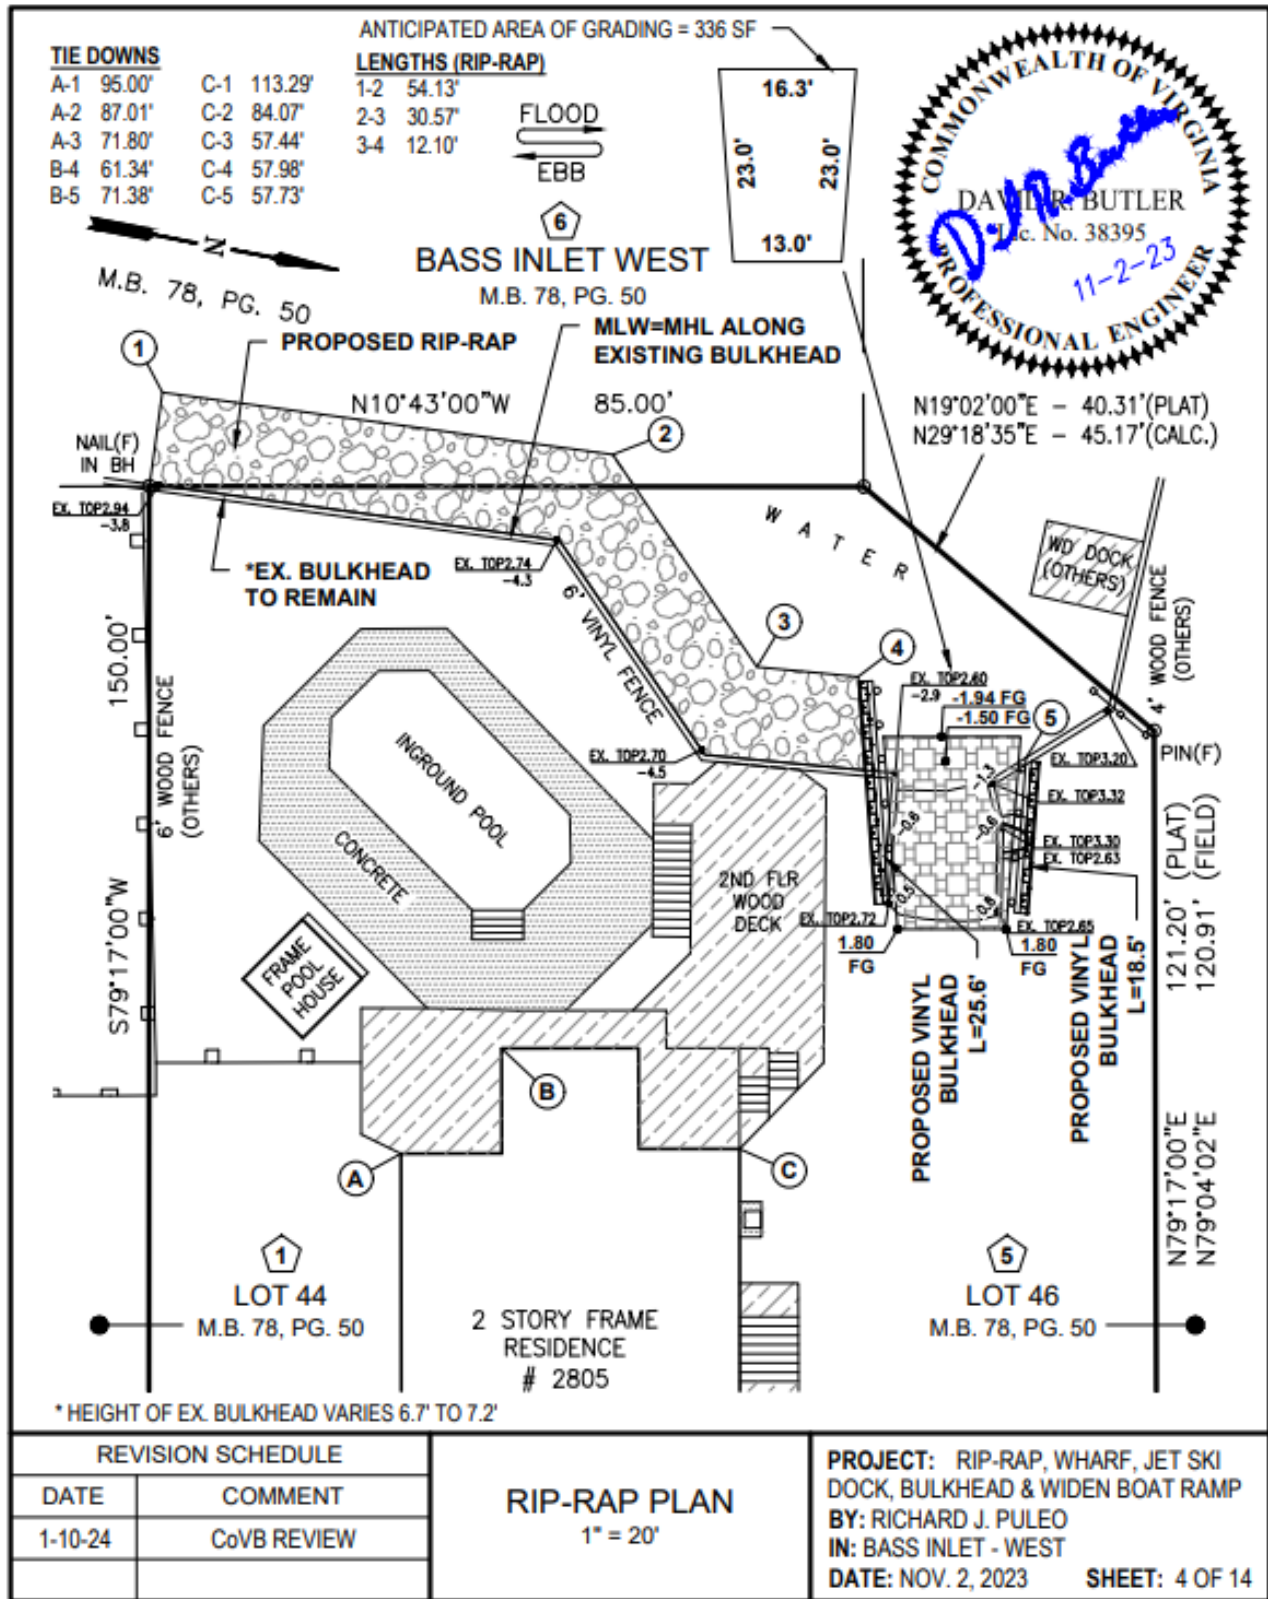 ANTICIPATED AREA OF GRADING = 336 SF
TIE DOWNS
A-1 95.00'
A-2 87.01'
A-3 71.80'
B-4 61.34'
B-5 71.38'
C-1 113.29'
C-2 84.07'
C-3 57.44'
C-4 57.98'
C-5 57.73'
LENGTHS (RIP-RAP)
1-2 54.13'
2-3 30.57'
3-4 12.10'
FLOOD
EBB
16.3'
23.0'
23.0'
13.0'
COMMONWEALTH OF VIRGINIA
DAVID R. BUTLER
Lic. No. 38395
11-2-23
PROFESSIONAL ENGINEER
N
M.B. 78, PG. 50
6
BASS INLET WEST
M.B. 78, PG. 50
1
PROPOSED RIP-RAP
MLW=MHL ALONG
EXISTING BULKHEAD
N10°43'00"W 85.00'
2
N19°02'00"E - 40.31'(PLAT)
N29°18'35"E - 45.17'(CALC.)
NAIL(F)
IN BH
EX. TOP2.94
-3.8
WATER
WD DOCK
(OTHERS)
4' WOOD FENCE
(OTHERS)
*EX. BULKHEAD
TO REMAIN
EX. TOP2.74
-4.3
6' VINYL FENCE
3
4
EX. TOP2.60
-2.9
-1.94 FG
-1.50 FG
5
150.00'
6' WOOD FENCE
(OTHERS)
S79°17'00"W
INGROUND POOL
CONCRETE
FRAME
POOL
HOUSE
EX. TOP2.70
-4.5
2ND FLR
WOOD
DECK
EX. TOP3.20
PIN(F)
-1.3
EX. TOP3.32
-0.6
-0.6
EX. TOP3.30
EX. TOP2.63
-0.5
-0.8
EX. TOP2.72
EX. TOP2.65
1.80
FG
1.80
FG
PROPOSED VINYL
BULKHEAD
L=25.6'
PROPOSED VINYL
BULKHEAD
L=18.5'
121.20' (PLAT)
120.91' (FIELD)
N79°17'00"E
N79°04'02"E
B
A
C
1
LOT 44
M.B. 78, PG. 50
2 STORY FRAME
RESIDENCE
# 2805
5
LOT 46
M.B. 78, PG. 50
* HEIGHT OF EX. BULKHEAD VARIES 6.7' TO 7.2'
REVISION SCHEDULE
DATE COMMENT
1-10-24 CoVB REVIEW
RIP-RAP PLAN
1" = 20'
PROJECT: RIP-RAP, WHARF, JET SKI
DOCK, BULKHEAD & WIDEN BOAT RAMP
BY: RICHARD J. PULEO
IN: BASS INLET - WEST
DATE: NOV. 2, 2023 SHEET: 4 OF 14